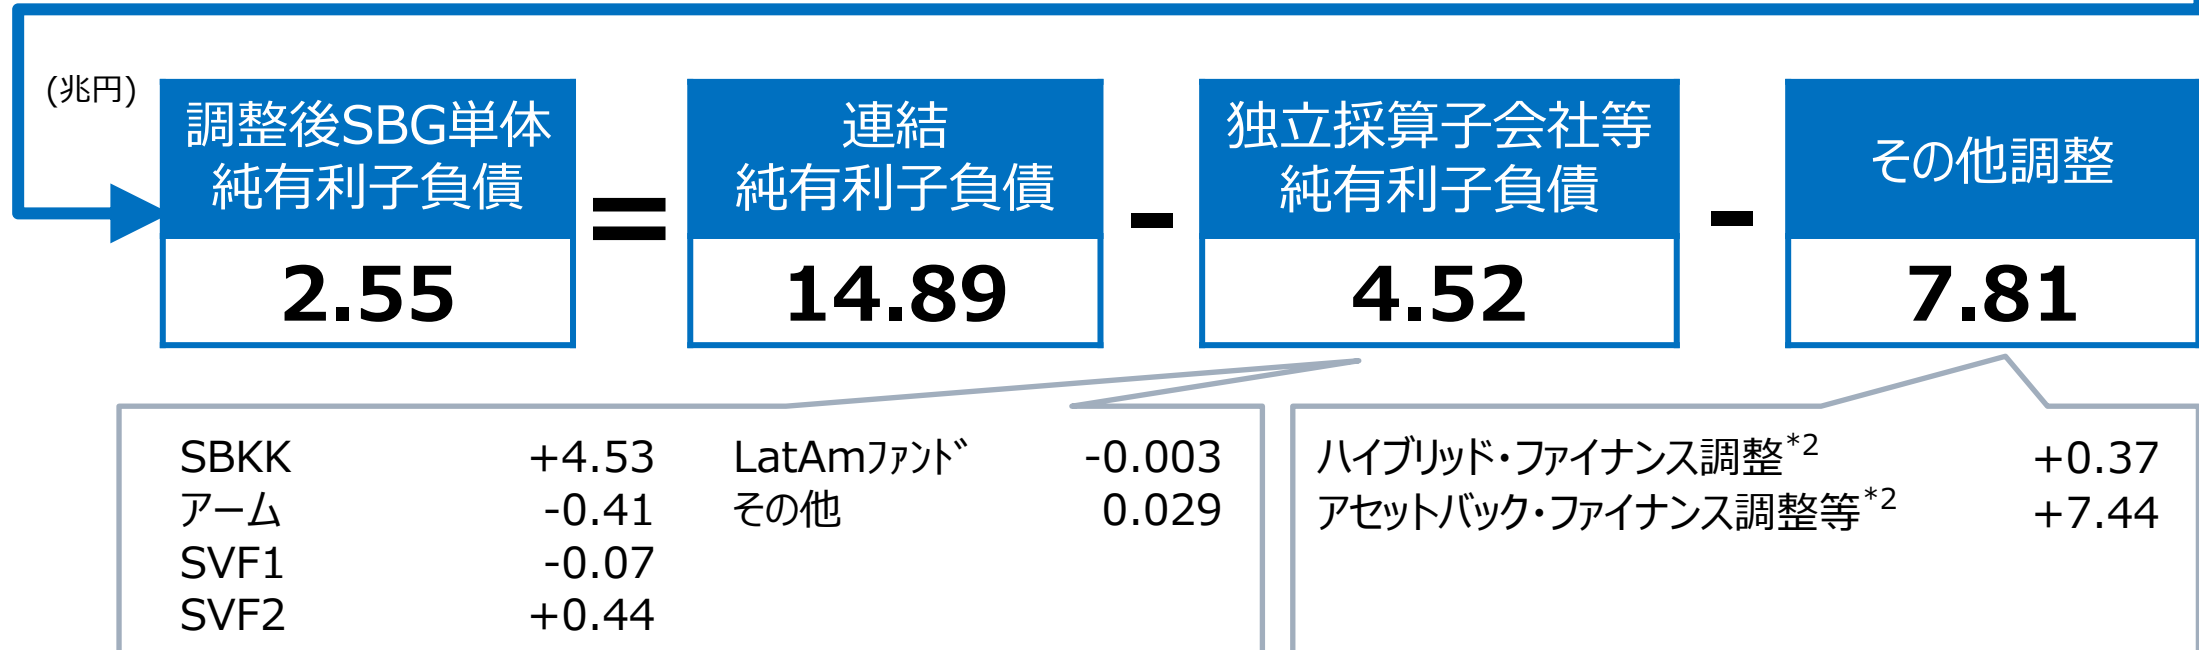 (兆円)
調整後SBG単体
純有利子負債
=
連結
純有利子負債
-
独立採算子会社等
純有利子負債
-
その他調整
2.55
14.89
4.52
7.81
SBKK +4.53
アーム -0.41
SVF1 -0.07
SVF2 +0.44
LatAmﾌｧﾝﾄﾞ -0.003
その他 0.029
ハイブリッド・ファイナンス調整*2 +0.37
アセットバック・ファイナンス調整等*2 +7.44